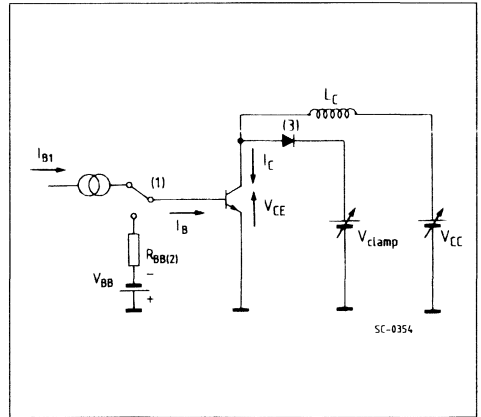 L_C
(3)
I_B1
(1)
I_C
V_CE
I_B
V_clamp
V_CC
R_BB(2)
V_BB
-
+
SC-0354